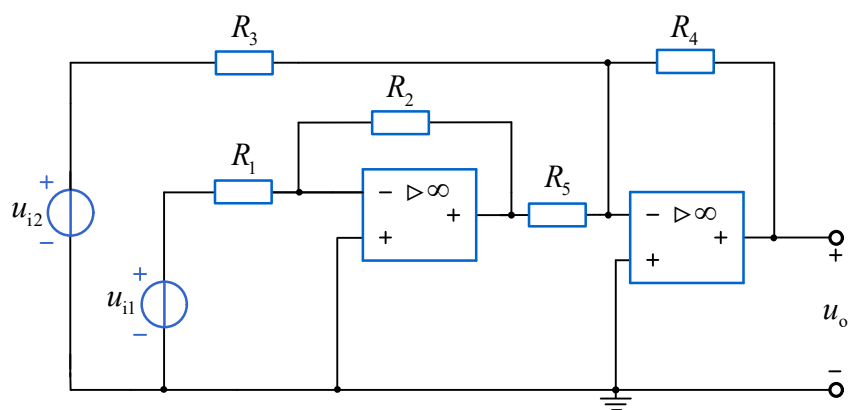 R3
R4
R2
R1
R5
+
− ▷∞
− ▷∞
ui2
+
+
−
+
+
+
+
+
ui1
uo
−
−